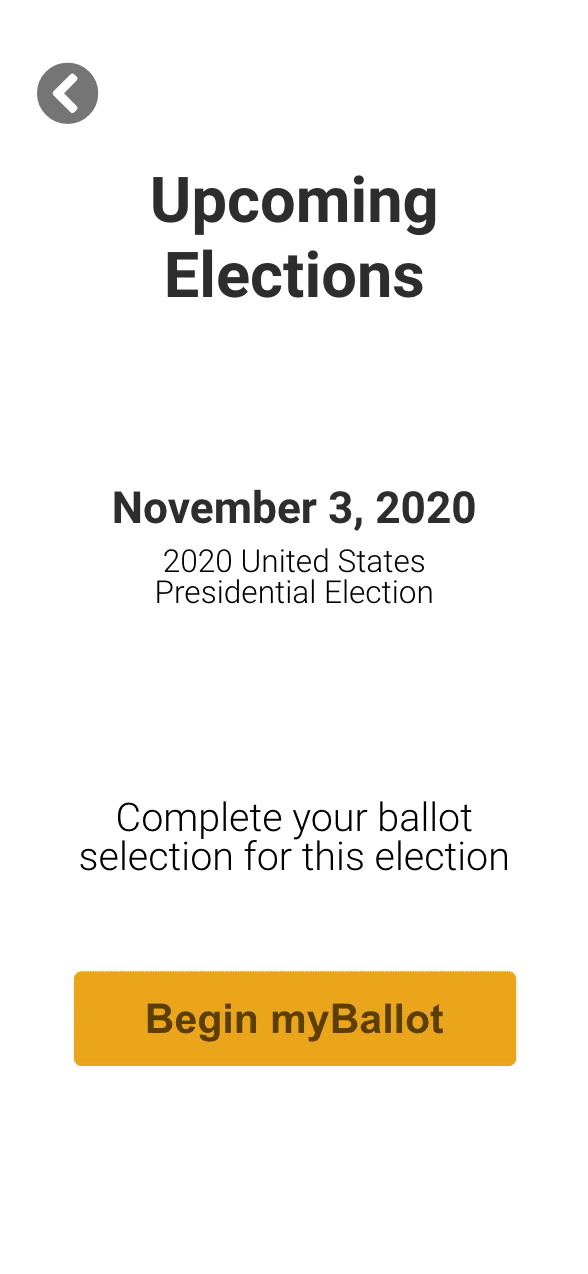 Upcoming
Elections
November 3, 2020
2020 United States
Presidential Election
Complete your ballot
selection for this election
Begin myBallot